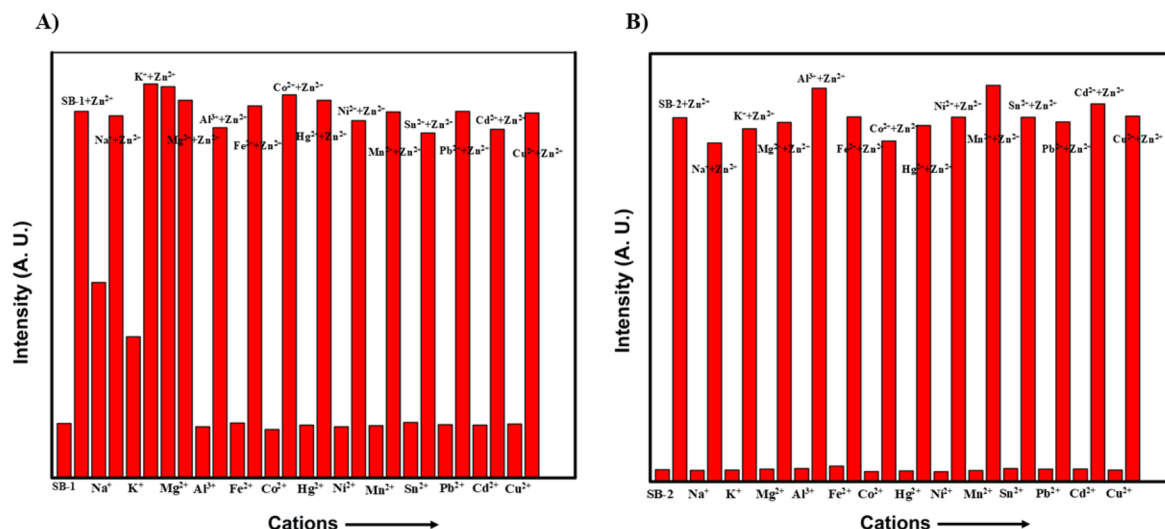 A)
SB-1+Zn²⁺
Na⁺+Zn²⁺
K⁺+Zn²⁺
Mg²⁺+Zn²⁺
Al³⁺+Zn²⁺
Fe²⁺+Zn²⁺
Co²⁺+Zn²⁺
Hg²⁺+Zn²⁺
Ni²⁺+Zn²⁺
Mn²⁺+Zn²⁺
Sn²⁺+Zn²⁺
Pb²⁺+Zn²⁺
Cd²⁺+Zn²⁺
Cu²⁺+Zn²⁺
Intensity (A. U.)
SB-1 Na⁺ K⁺ Mg²⁺ Al³⁺ Fe²⁺ Co²⁺ Hg²⁺ Ni²⁺ Mn²⁺ Sn²⁺ Pb²⁺ Cd²⁺ Cu²⁺
Cations
B)
SB-2+Zn²⁺
Na⁺+Zn²⁺
K⁺+Zn²⁺
Mg²⁺+Zn²⁺
Al³⁺+Zn²⁺
Fe²⁺+Zn²⁺
Co²⁺+Zn²⁺
Hg²⁺+Zn²⁺
Ni²⁺+Zn²⁺
Mn²⁺+Zn²⁺
Sn²⁺+Zn²⁺
Pb²⁺+Zn²⁺
Cd²⁺+Zn²⁺
Cu²⁺+Zn²⁺
Intensity (A. U.)
SB-2 Na⁺ K⁺ Mg²⁺ Al³⁺ Fe²⁺ Co²⁺ Hg²⁺ Ni²⁺ Mn²⁺ Sn²⁺ Pb²⁺ Cd²⁺ Cu²⁺
Cations